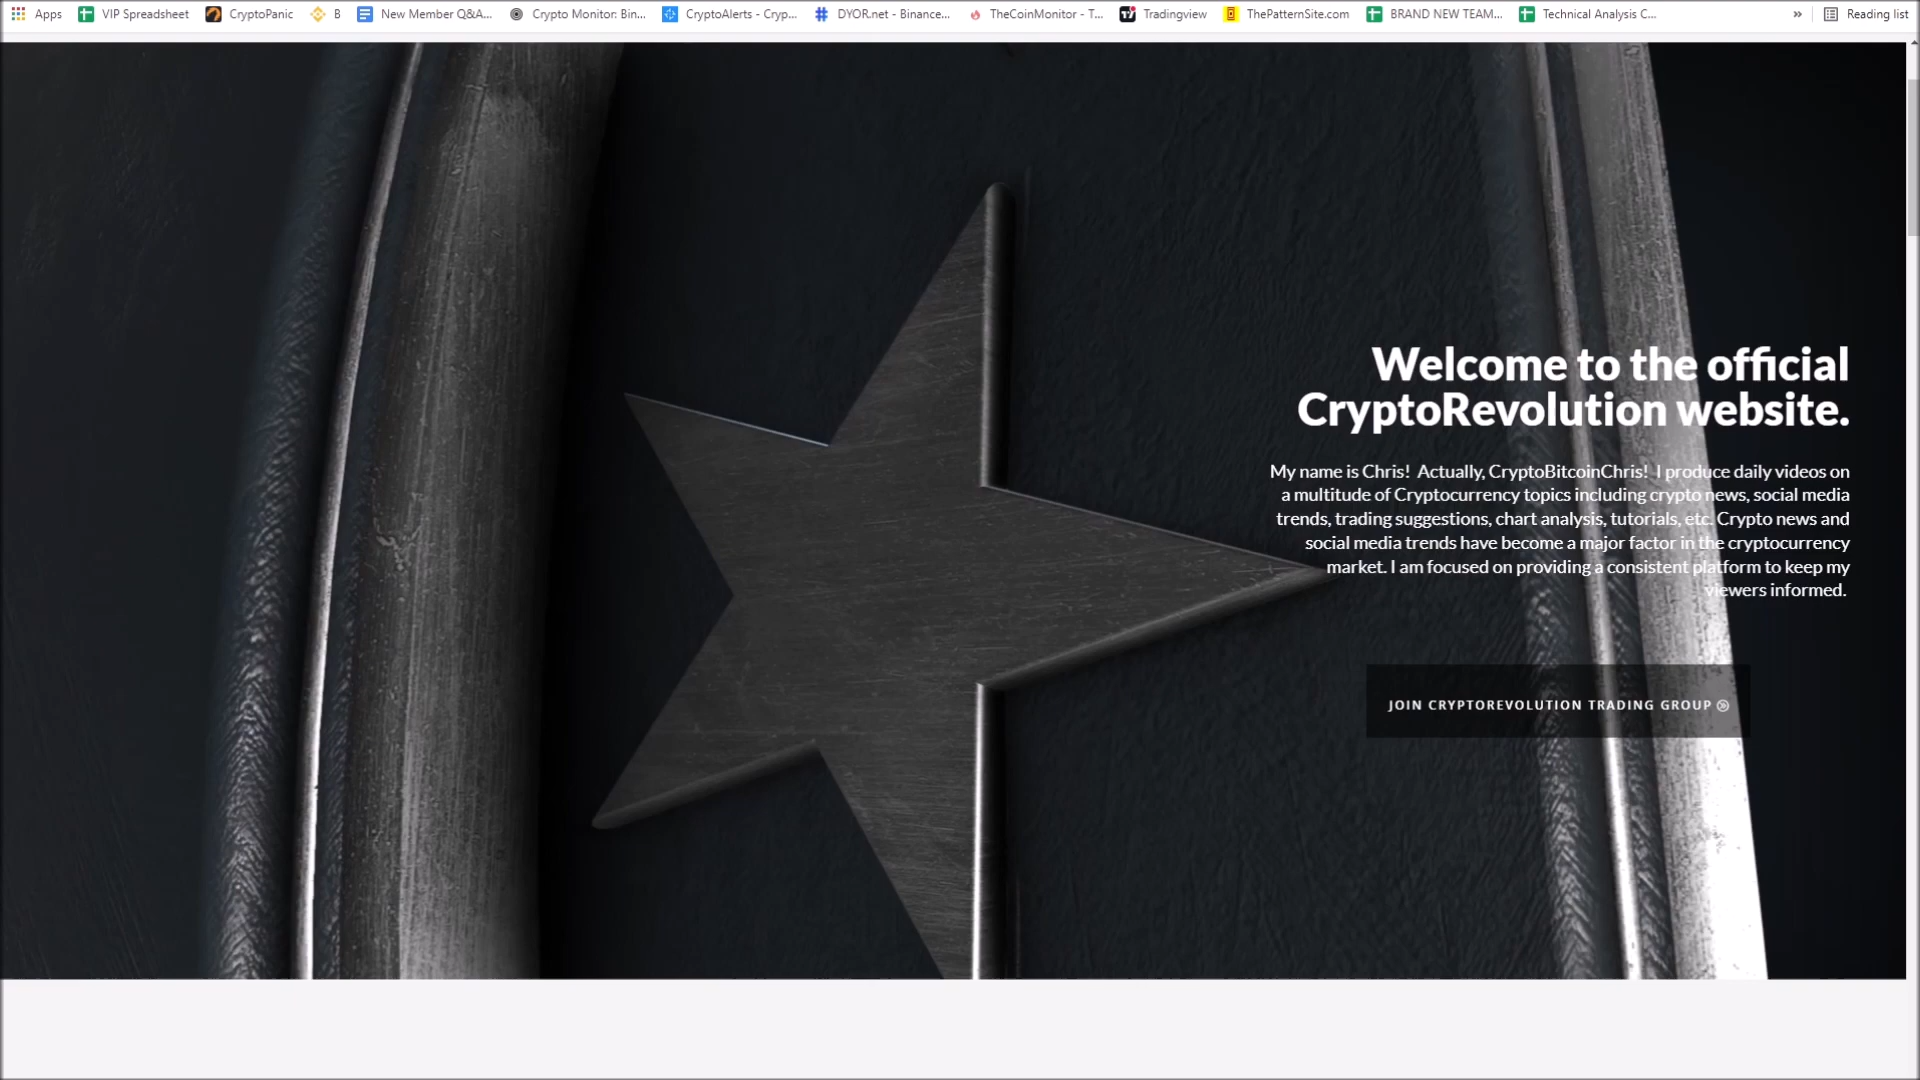 Apps VIP Spreadsheet CryptoPanic B New Member Q&A... Crypto Monitor: Bin... CryptoAlerts - Cryp... DYOR.net - Binance... TheCoinMonitor - T... Tradingview ThePatternSite.com BRAND NEW TEAM... Technical Analysis C... » Reading list
Welcome to the official
CryptoRevolution website.
My name is Chris! Actually, CryptoBitcoinChris! I produce daily videos on
a multitude of Cryptocurrency topics including crypto news, social media
trends, trading suggestions, chart analysis, tutorials, etc. Crypto news and
social media trends have become a major factor in the cryptocurrency
market. I am focused on providing a consistent platform to keep my
viewers informed.
JOIN CRYPTOREVOLUTION TRADING GROUP